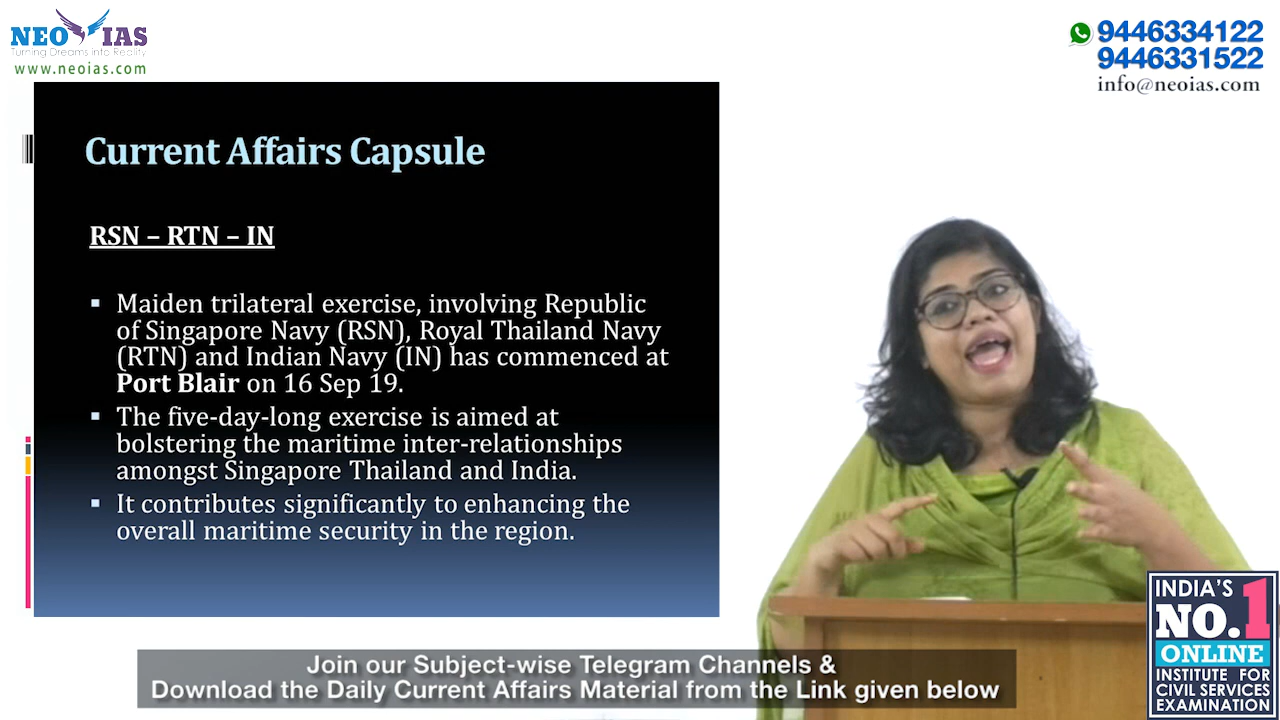 NEO IAS
Turning Dreams Into Reality
www.neoias.com
9446334122
9446331522
info@neoias.com
Current Affairs Capsule
RSN – RTN – IN
Maiden trilateral exercise, involving Republic
of Singapore Navy (RSN), Royal Thailand Navy
(RTN) and Indian Navy (IN) has commenced at
Port Blair on 16 Sep 19.
The five-day-long exercise is aimed at
bolstering the maritime inter-relationships
amongst Singapore Thailand and India.
It contributes significantly to enhancing the
overall maritime security in the region.
INDIA'S
NO.1
ONLINE
INSTITUTE FOR
CIVIL SERVICES
EXAMINATION
Join our Subject-wise Telegram Channels &
Download the Daily Current Affairs Material from the Link given below